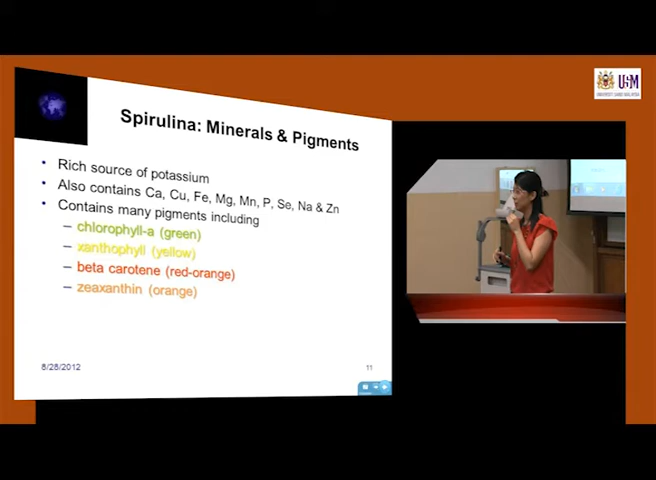 USM
Spirulina: Minerals & Pigments
• Rich source of potassium
• Also contains Ca, Cu, Fe, Mg, Mn, P, Se, Na & Zn
• Contains many pigments including
– chlorophyll-a (green)
– xanthophyll (yellow)
– beta carotene (red-orange)
– zeaxanthin (orange)
8/28/2012
11